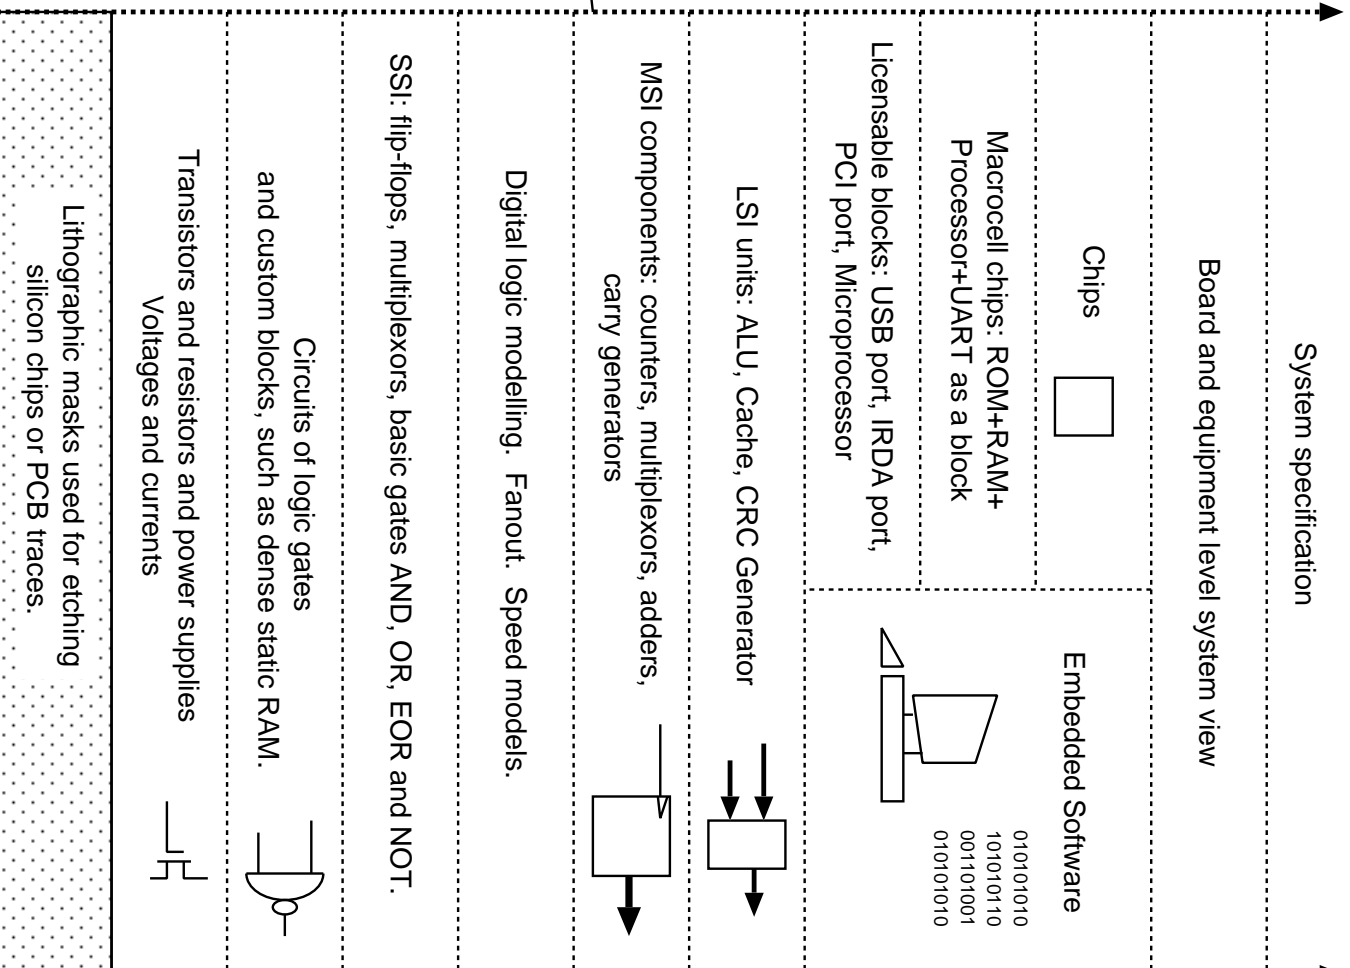 System specification
Board and equipment level system view
Chips
Embedded Software
010101010
101010110
001101001
010101010
Macrocell chips: ROM+RAM+
Processor+UART as a block
Licensable blocks: USB port, IRDA port,
PCI port, Microprocessor
LSI units: ALU, Cache, CRC Generator
MSI components: counters, multiplexors, adders,
carry generators
Digital logic modelling. Fanout. Speed models.
SSI: flip-flops, multiplexors, basic gates AND, OR, EOR and NOT.
Circuits of logic gates
and custom blocks, such as dense static RAM.
Transistors and resistors and power supplies
Voltages and currents
Lithographic masks used for etching
silicon chips or PCB traces.